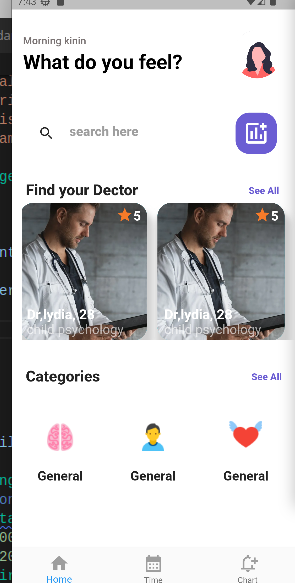 7:43
Morning kinin
What do you feel?
search here
Find your Dector
See All
5
5
Dr,lydia, 28
child psychology
Dr,lydia, 28
child psychology
Categories
See All
General
General
General
Home
Time
Chart